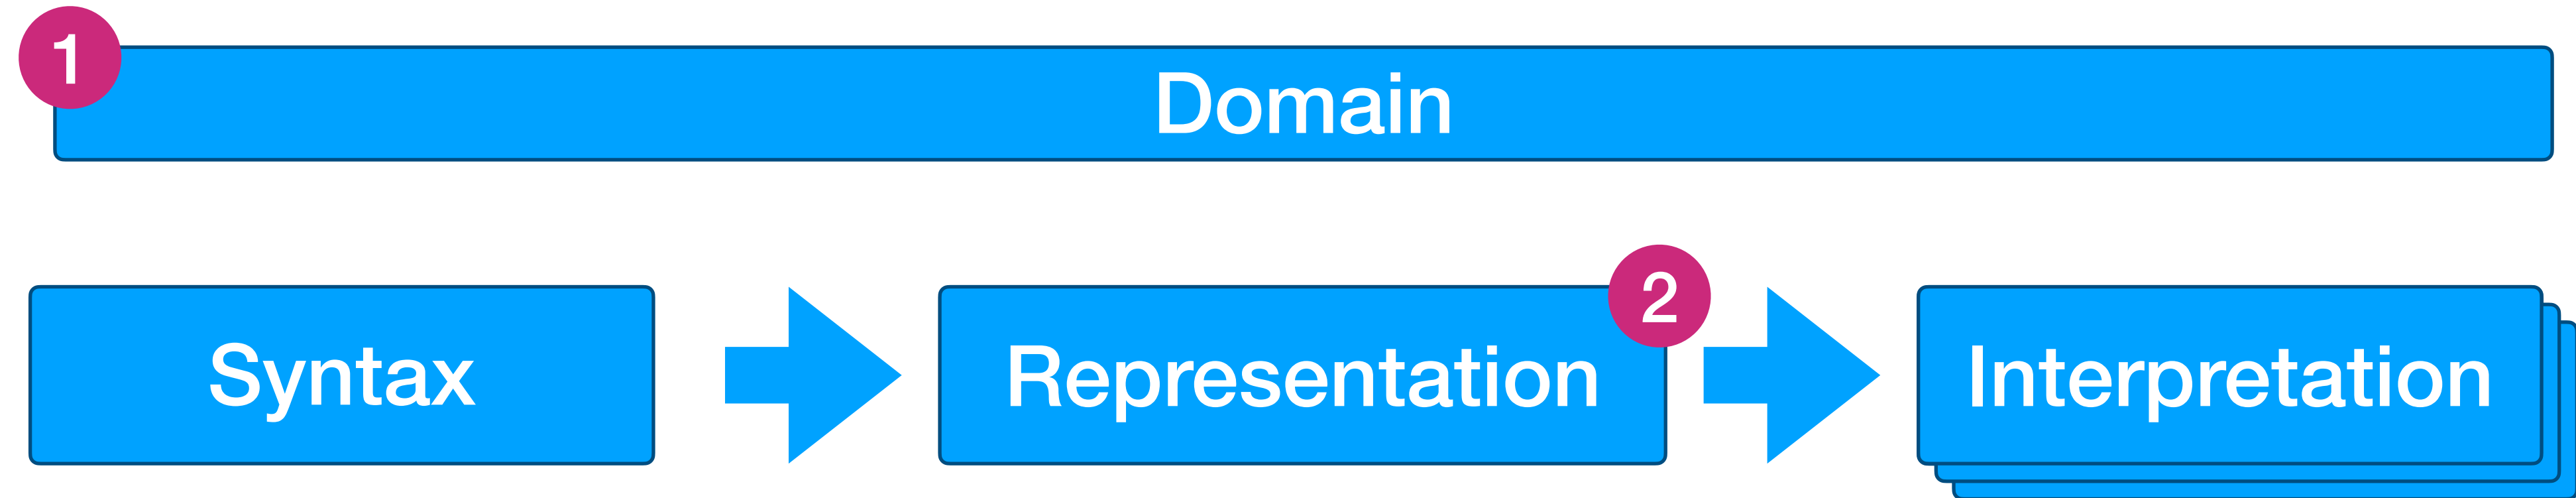 1
Domain
2
Syntax
Representation
Interpretation